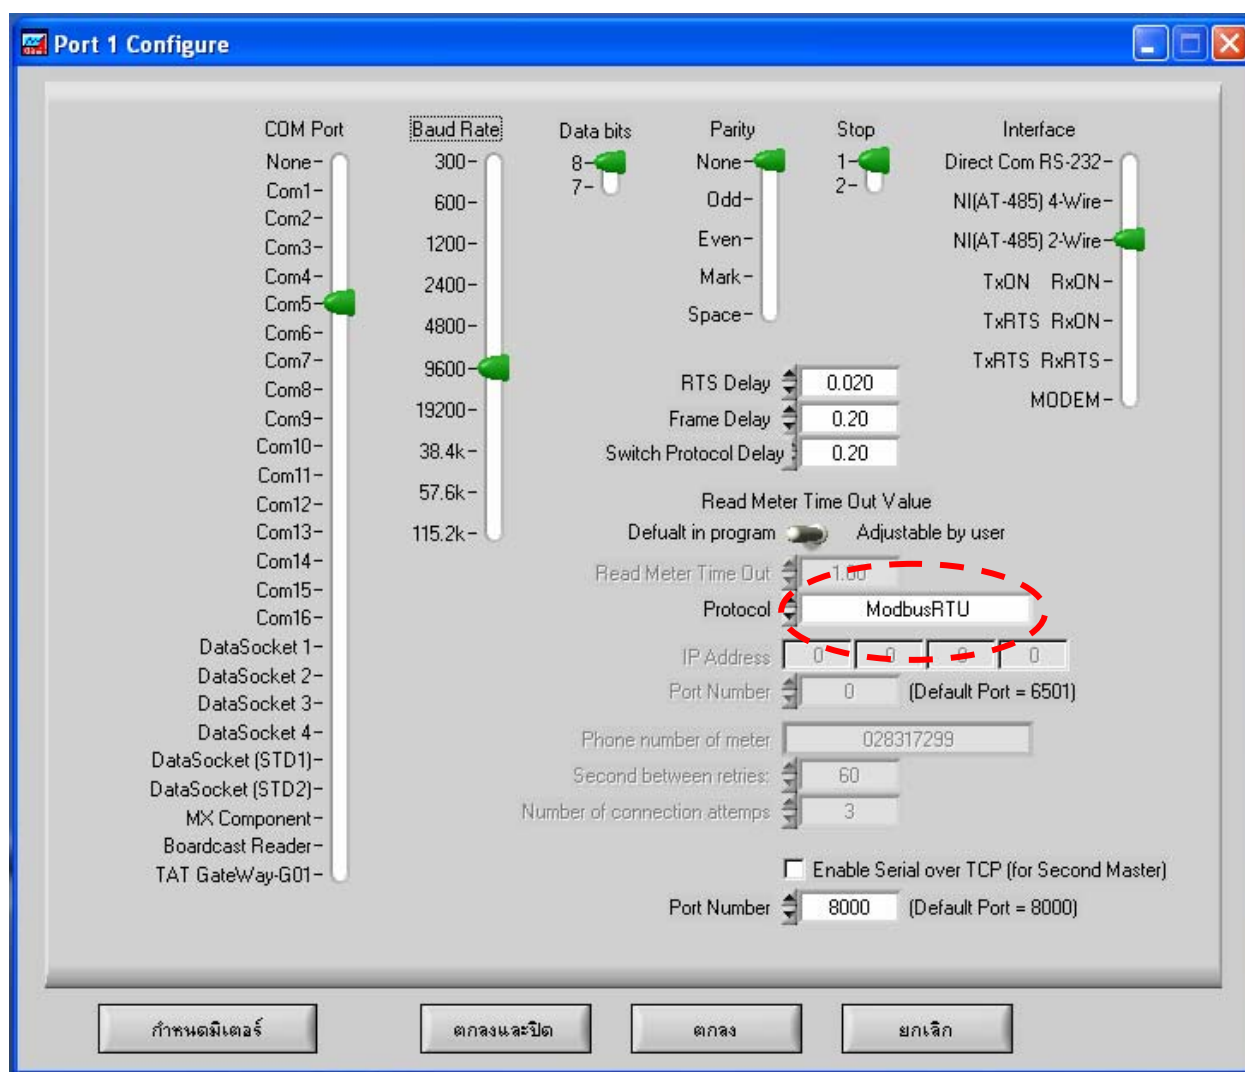 Port 1 Configure
COM Port
None
Com1
Com2
Com3
Com4
Com5
Com6
Com7
Com8
Com9
Com10
Com11
Com12
Com13
Com14
Com15
Com16
DataSocket 1
DataSocket 2
DataSocket 3
DataSocket 4
DataSocket (STD1)
DataSocket (STD2)
MX Component
Boardcast Reader
TAT GateWay-G01
Baud Rate
300
600
1200
2400
4800
9600
19200
38.4k
57.6k
115.2k
Data bits
8
7
Parity
None
Odd
Even
Mark
Space
Stop
1
2
Interface
Direct Com RS-232
NI(AT-485) 4-Wire
NI(AT-485) 2-Wire
TxON RxON
TxRTS RxON
TxRTS RxRTS
MODEM
RTS Delay 0.020
Frame Delay 0.20
Switch Protocol Delay 0.20
Read Meter Time Out Value
Defualt in program Adjustable by user
Read Meter Time Out 1.60
Protocol ModbusRTU
IP Address 0 0 0 0
Port Number 0 (Default Port = 6501)
Phone number of meter 028317299
Second between retries: 60
Number of connection attemps 3
Enable Serial over TCP (for Second Master)
Port Number 8000 (Default Port = 8000)
กำหนดมิเตอร์ ตกลงและปิด ตกลง ยกเลิก